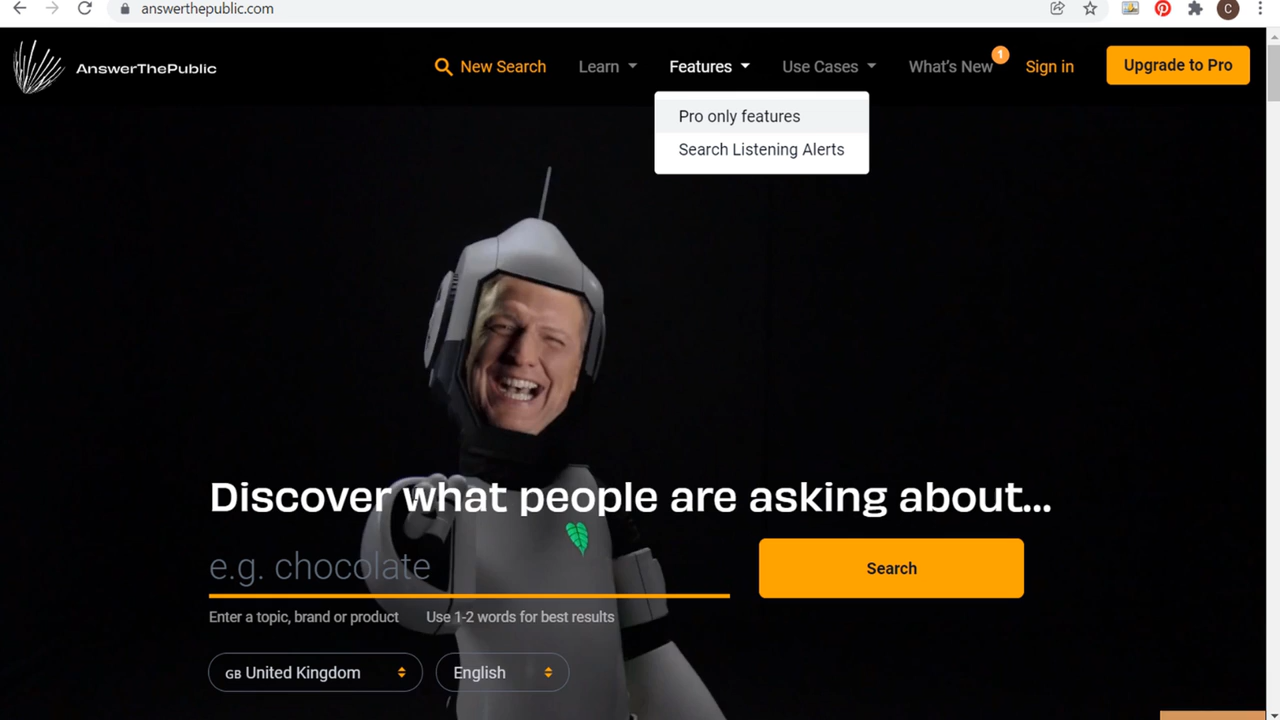 answerthepublic.com
C
AnswerThePublic
New Search
Learn
Features
Use Cases
What's New
1
Sign in
Upgrade to Pro
Pro only features
Search Listening Alerts
Discover what people are asking about...
e.g. chocolate
Search
Enter a topic, brand or product
Use 1-2 words for best results
GB United Kingdom
English